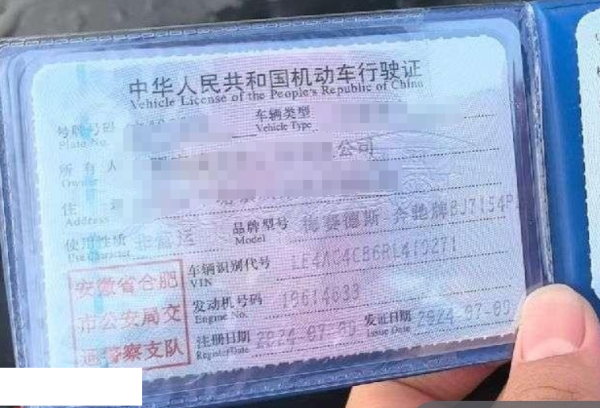 中华人民共和国机动车行驶证
Vehicle License of the People's Republic of China
号牌号码
Plate No.
车辆类型
Vehicle Type
所有人
Owner
公司
住
Address
使用性质 非营运
Use Character
品牌型号 梅赛德斯-奔驰牌BJ7154P
Model
车辆识别代号
VIN
发动机号码 18614633
Engine No.
注册日期 2024-07-09
Register Date
发证日期 2024-07-09
Issue Date
安徽省合肥
市公安局交
通警察支队